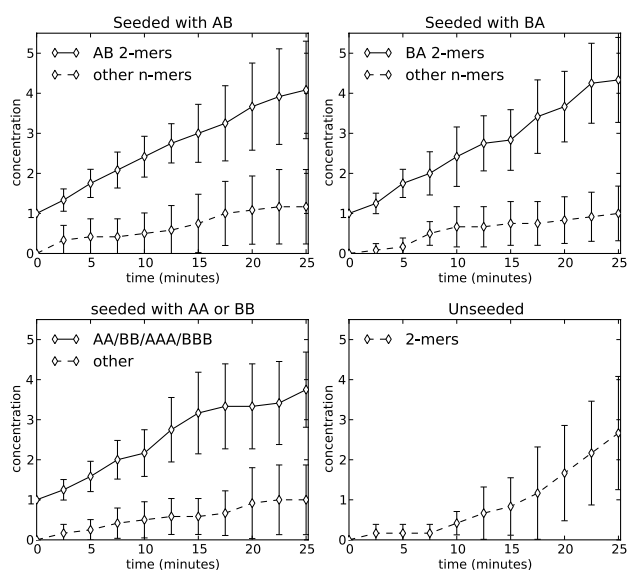 Seeded with AB
AB 2-mers
other n-mers
concentration
5
4
3
2
1
0
0 5 10 15 20 25
time (minutes)
Seeded with BA
BA 2-mers
other n-mers
concentration
5
4
3
2
1
0
0 5 10 15 20 25
time (minutes)
seeded with AA or BB
AA/BB/AAA/BBB
other
concentration
5
4
3
2
1
0
0 5 10 15 20 25
time (minutes)
Unseeded
2-mers
concentration
5
4
3
2
1
0
0 5 10 15 20 25
time (minutes)